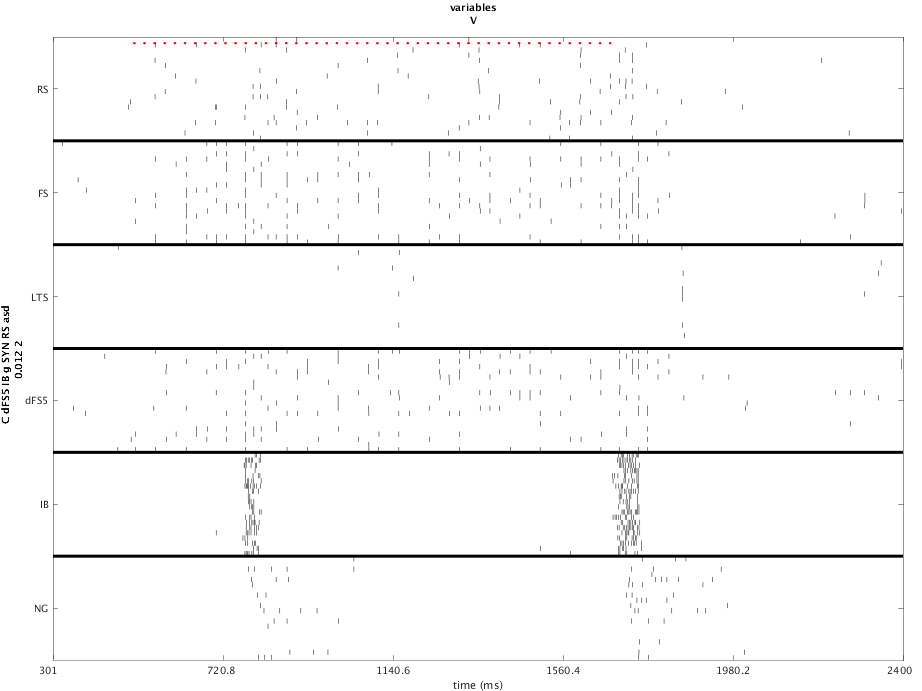 variables
V
C dFS5 IB g SYN RS asd
0.012 2
RS
FS
LTS
dFS5
IB
NG
301 720.8 1140.6 1560.4 1980.2 2400
time (ms)